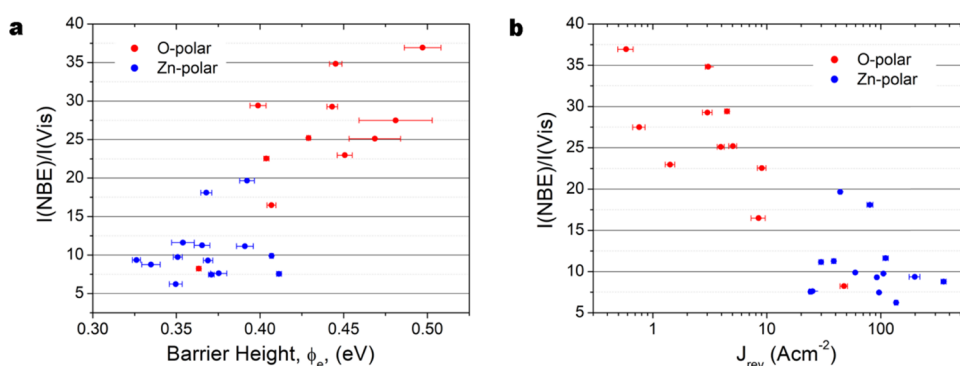 a
I(NBE)/I(Vis)
40
35
30
25
20
15
10
5
O-polar
Zn-polar
0.30 0.35 0.40 0.45 0.50
Barrier Height, ϕe, (eV)
b
I(NBE)/I(Vis)
40
35
30
25
20
15
10
5
O-polar
Zn-polar
1 10 100
Jrev (Acm-2)